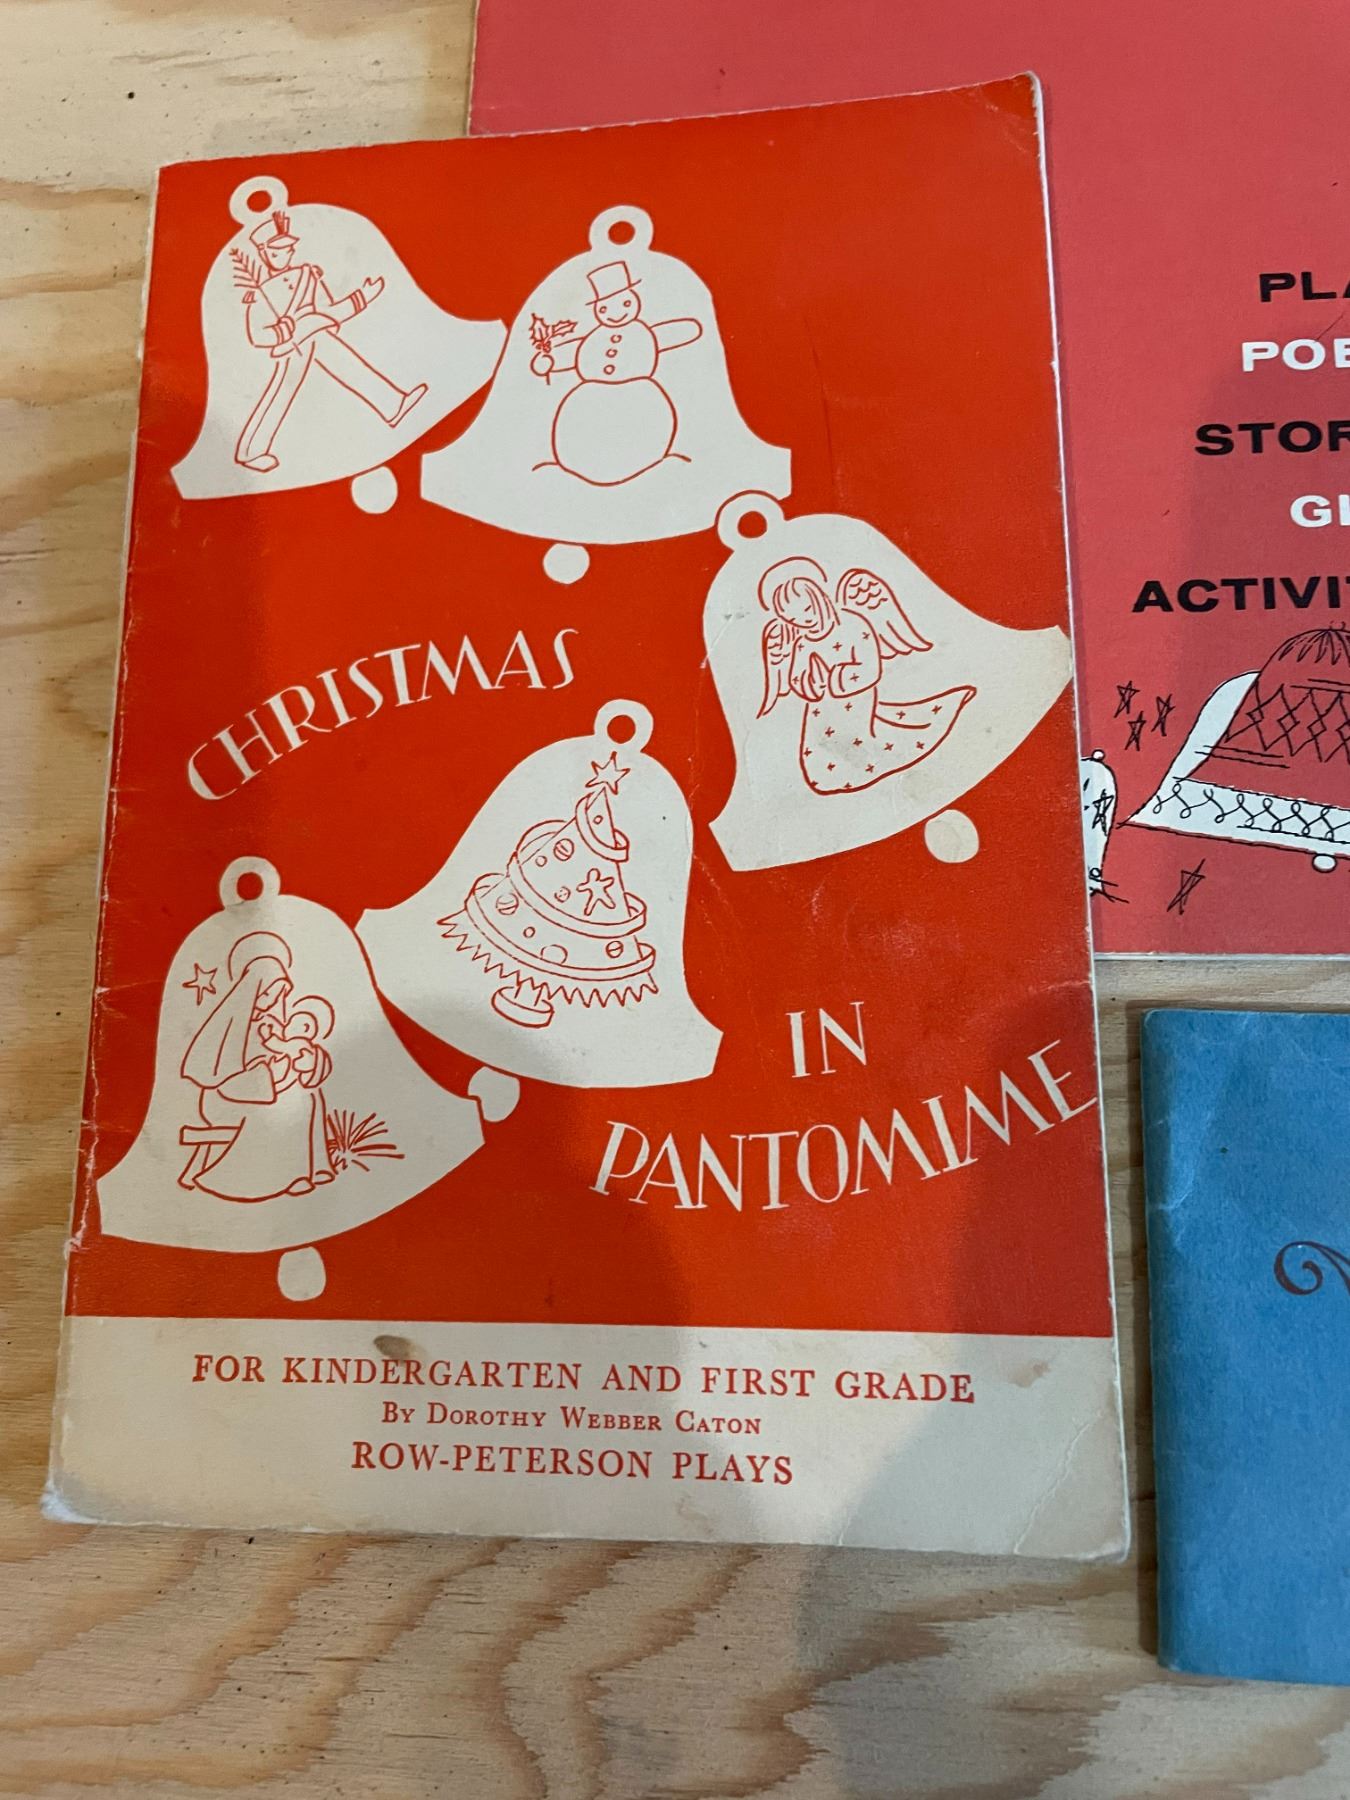 CHRISTMAS
IN
PANTOMIME
FOR KINDERGARTEN AND FIRST GRADE
BY DOROTHY WEBBER CATON
ROW-PETERSON PLAYS